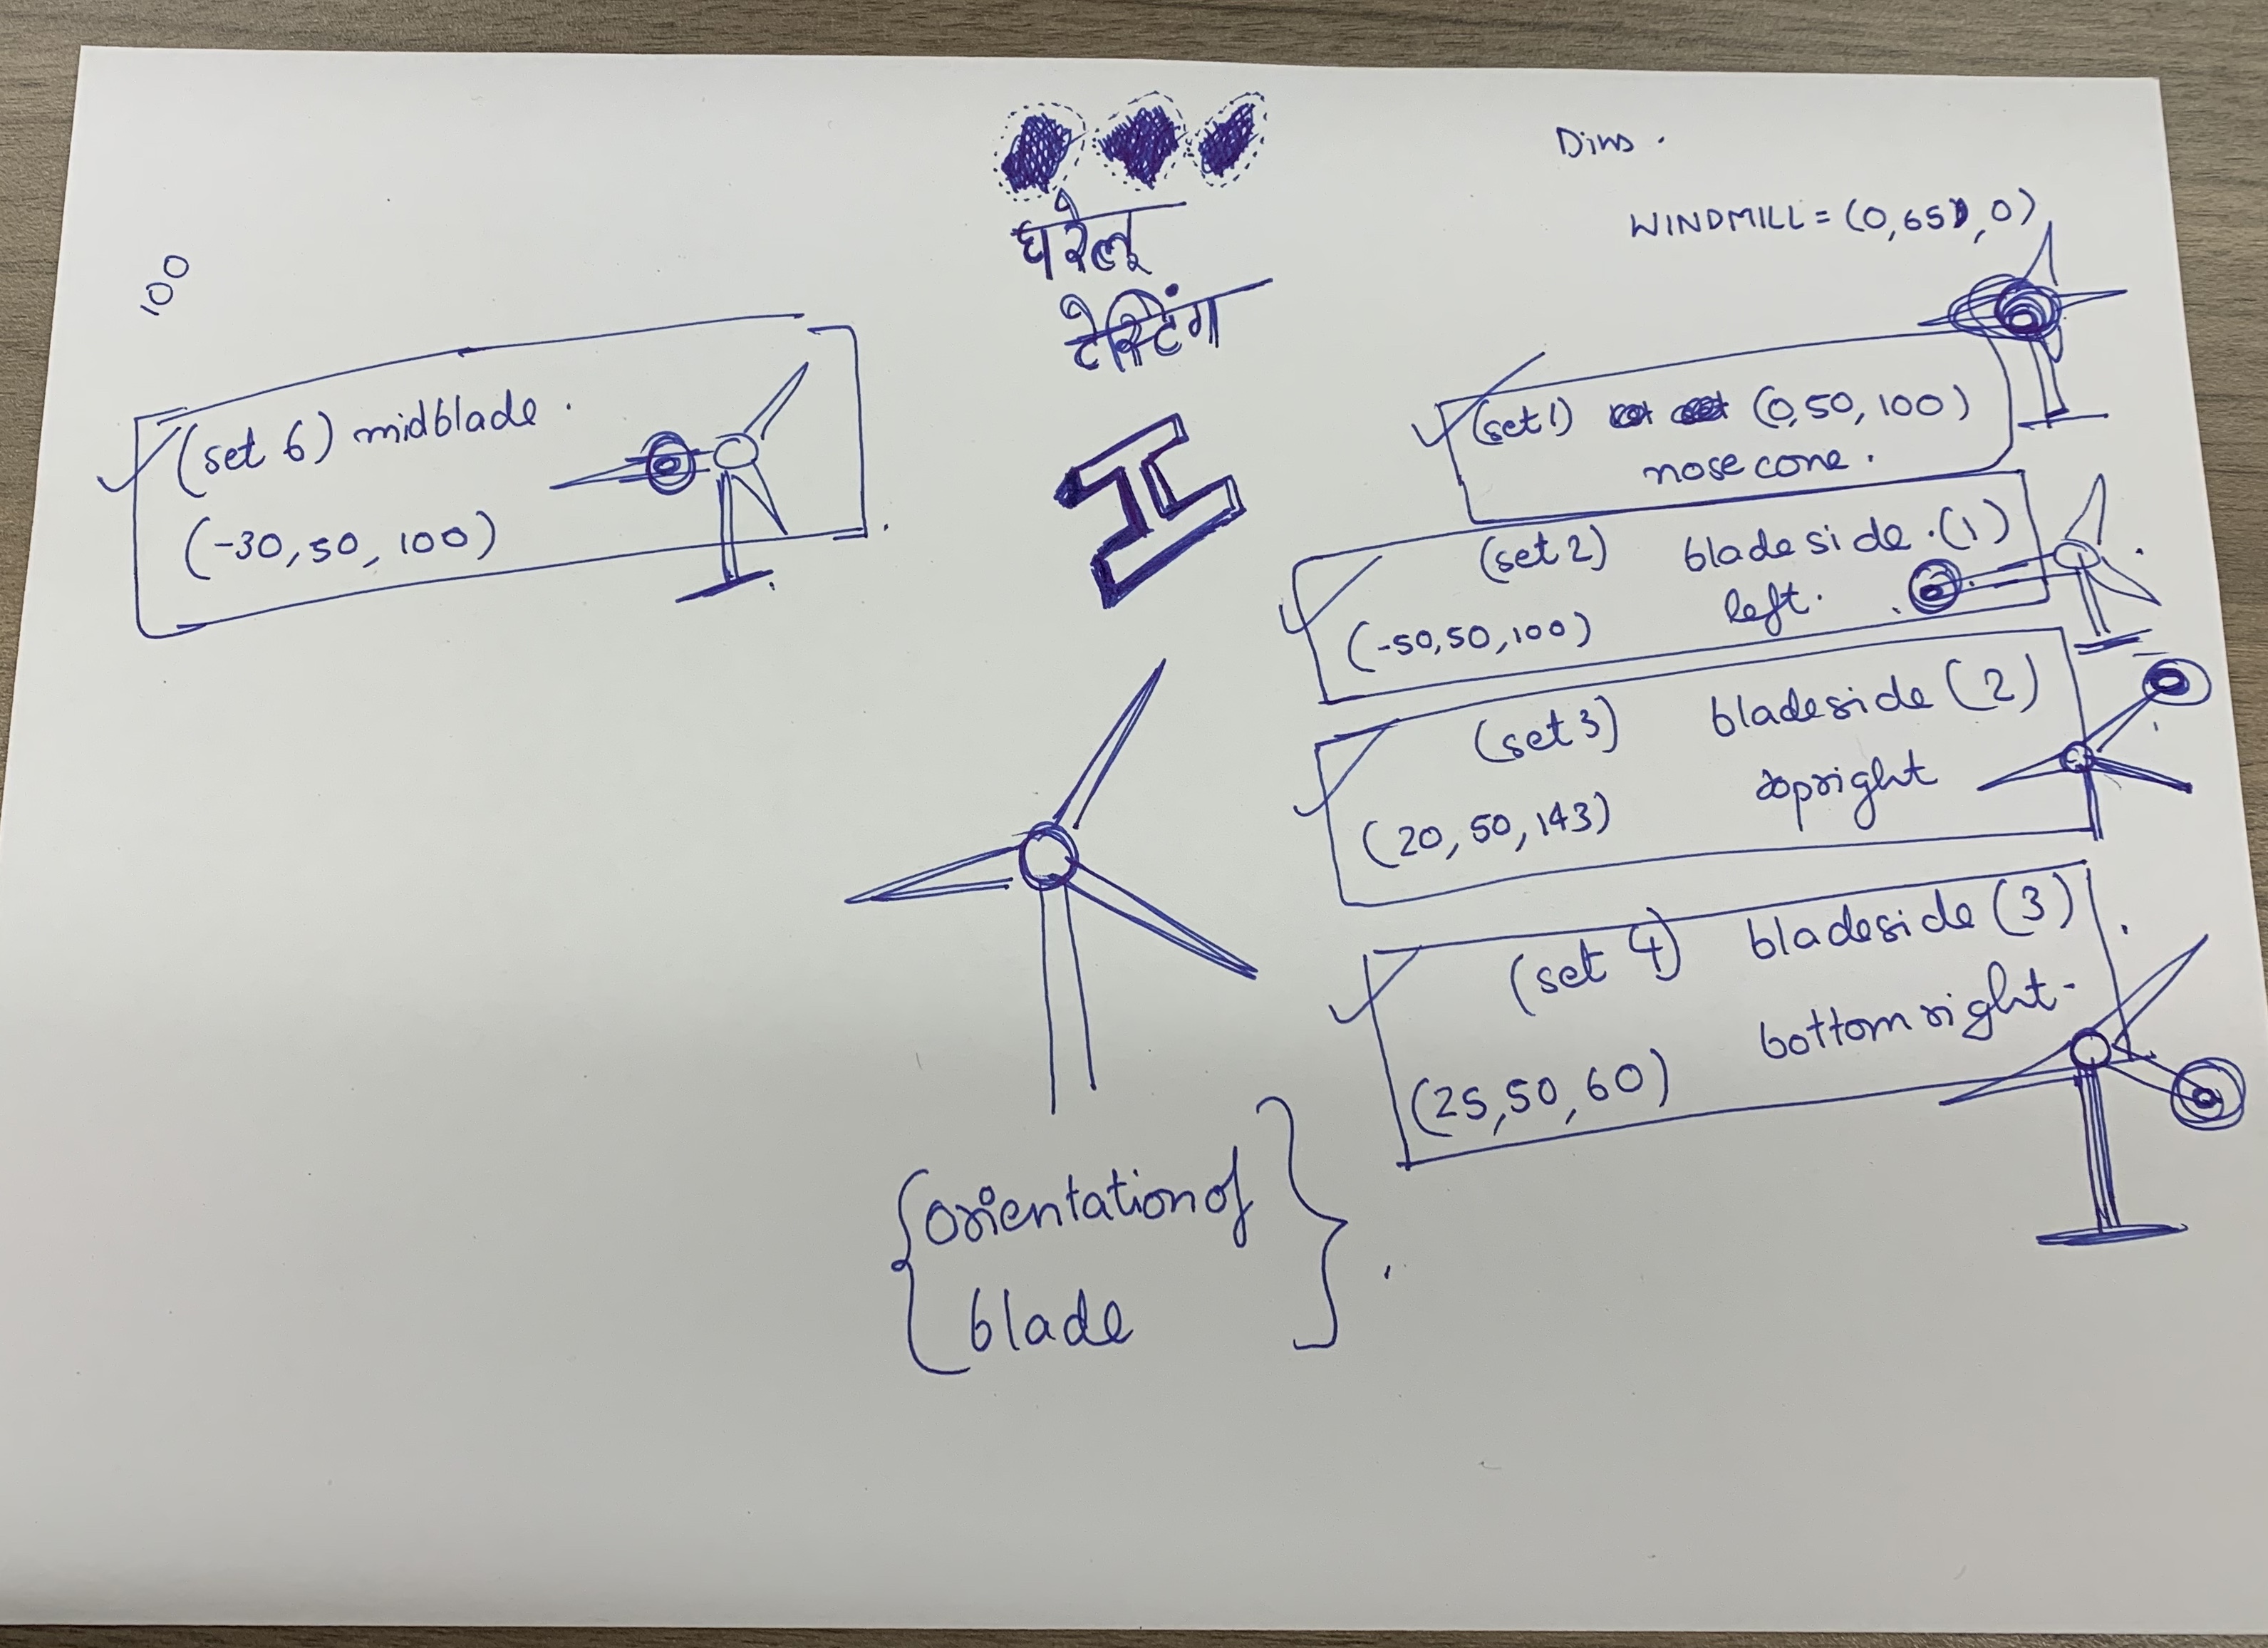 घरेलू
टेस्टिंग
I
Dims.
WINDMILL = (0,65, 0)
100
(set 6) midblade.
(-30, 50, 100)
(set 1) (0,50, 100)
nose cone.
(set 2) bladeside.(1)
left.
(-50,50,100)
(set 3) bladeside (2)
(20, 50, 143)
(set 4) bladeside (3)
bottom right-
(25,50,60)
{orientation of
blade}.